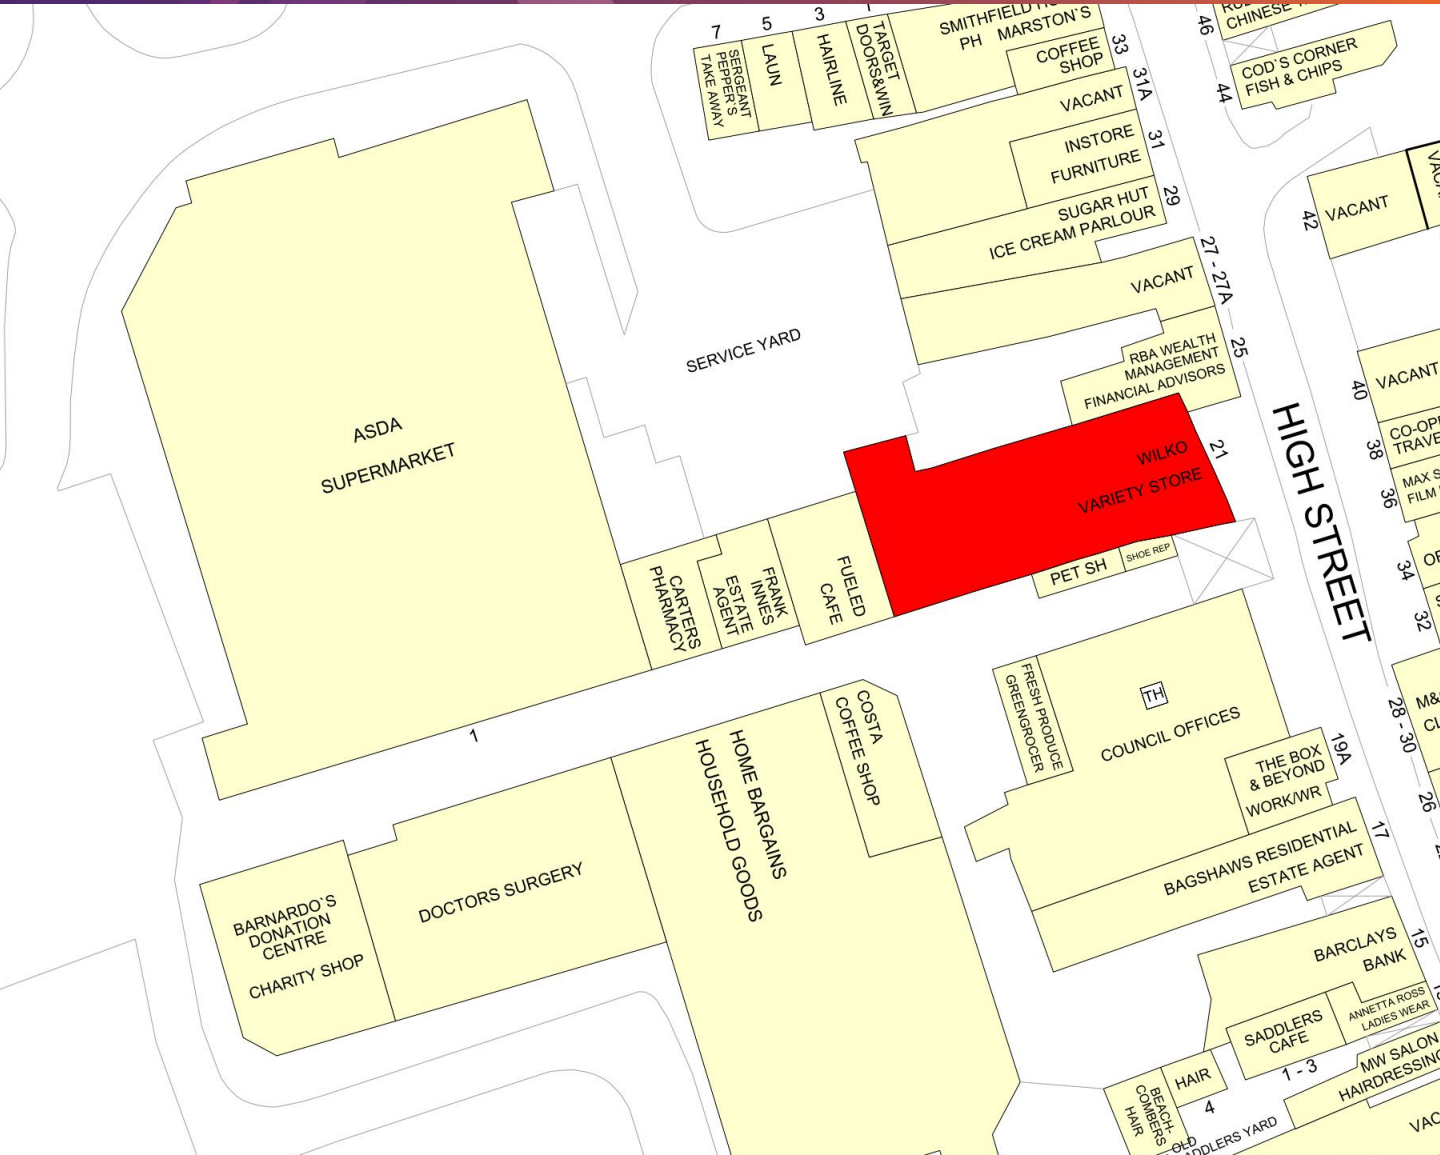 7
5
3
1
SERGEANT
PEPPER'S
TAKE AWAY
LAUN
HAIRLINE
TARGET
DOORS&WIN
SMITHFIELD
PH MARSTON`S
COFFEE
SHOP
33
31A
VACANT
INSTORE
FURNITURE
31
SUGAR HUT
ICE CREAM PARLOUR
29
VACANT
27 - 27A
RBA WEALTH
MANAGEMENT
FINANCIAL ADVISORS
25
WILKO
VARIETY STORE
21
46
CHINESE
COD`S CORNER
FISH & CHIPS
44
VACANT
42
VACANT
40
38
36
34
32
28 - 30
26
HIGH STREET
SERVICE YARD
ASDA
SUPERMARKET
CARTERS
PHARMACY
FRANK
INNES
ESTATE
AGENT
FUELED
CAFE
PET SH
SHOE REP
1
COSTA
COFFEE SHOP
HOME BARGAINS
HOUSEHOLD GOODS
DOCTORS SURGERY
BARNARDO`S
DONATION
CENTRE
CHARITY SHOP
FRESH PRODUCE
GREENGROCER
TH
COUNCIL OFFICES
THE BOX
& BEYOND
WORK/WR
19A
BAGSHAWS RESIDENTIAL
ESTATE AGENT
17
BARCLAYS
BANK
15
ANNETTA ROSS
LADIES WEAR
SADDLERS
CAFE
1 - 3
MW SALON
HAIRDRESSING
HAIR
4
BEACH-
COMBERS
HAIR
OLD
YARD